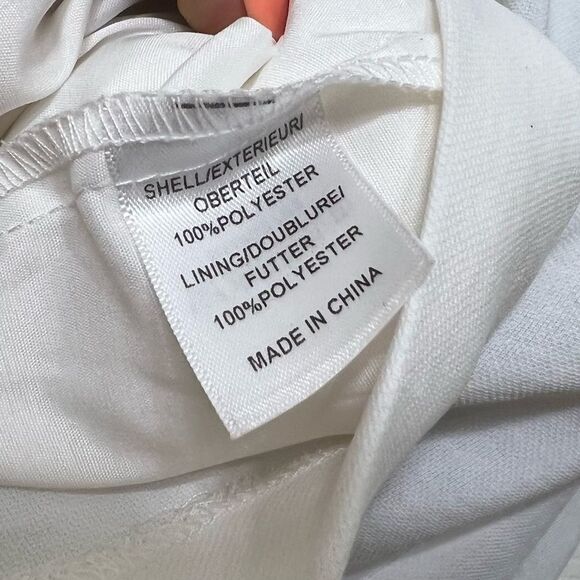 SHELL/EXTERIEUR/
OBERTEIL
100%POLYESTER
LINING/DOUBLURE/
FUTTER
100%POLYESTER
MADE IN CHINA